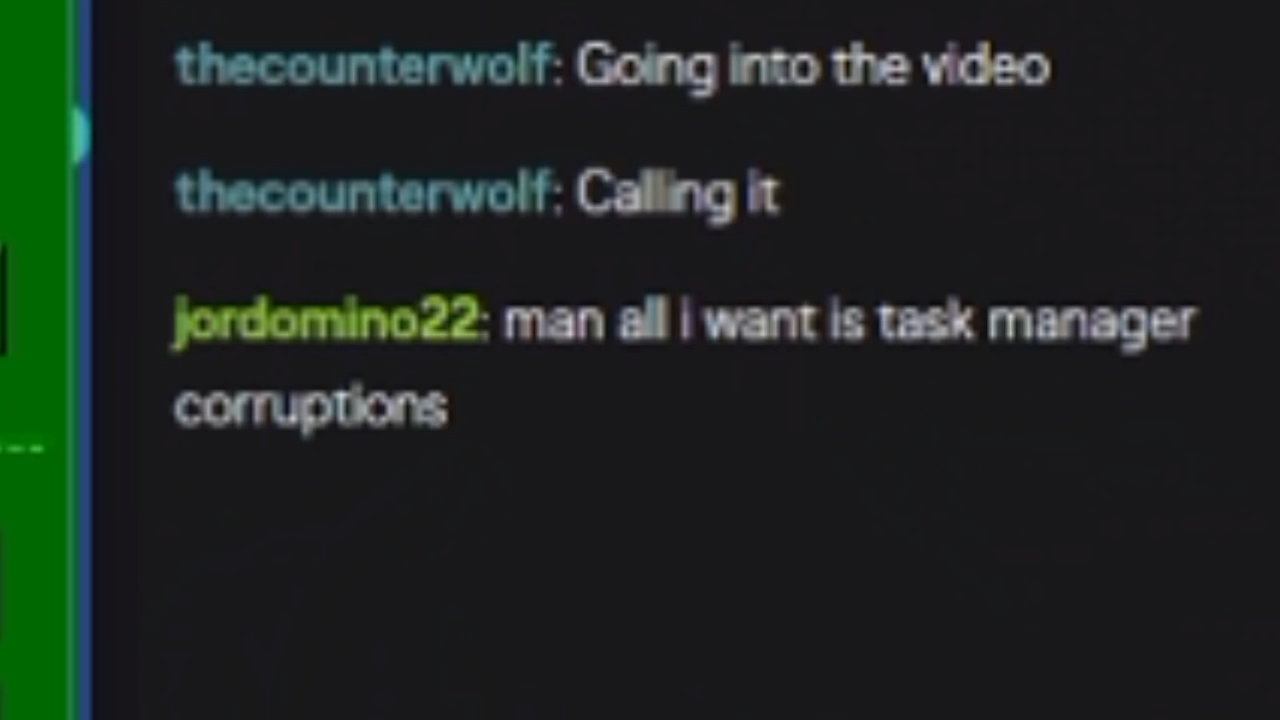 thecounterwolf: Going into the video
thecounterwolf: Calling it
jordomino22: man all i want is task manager
corruptions